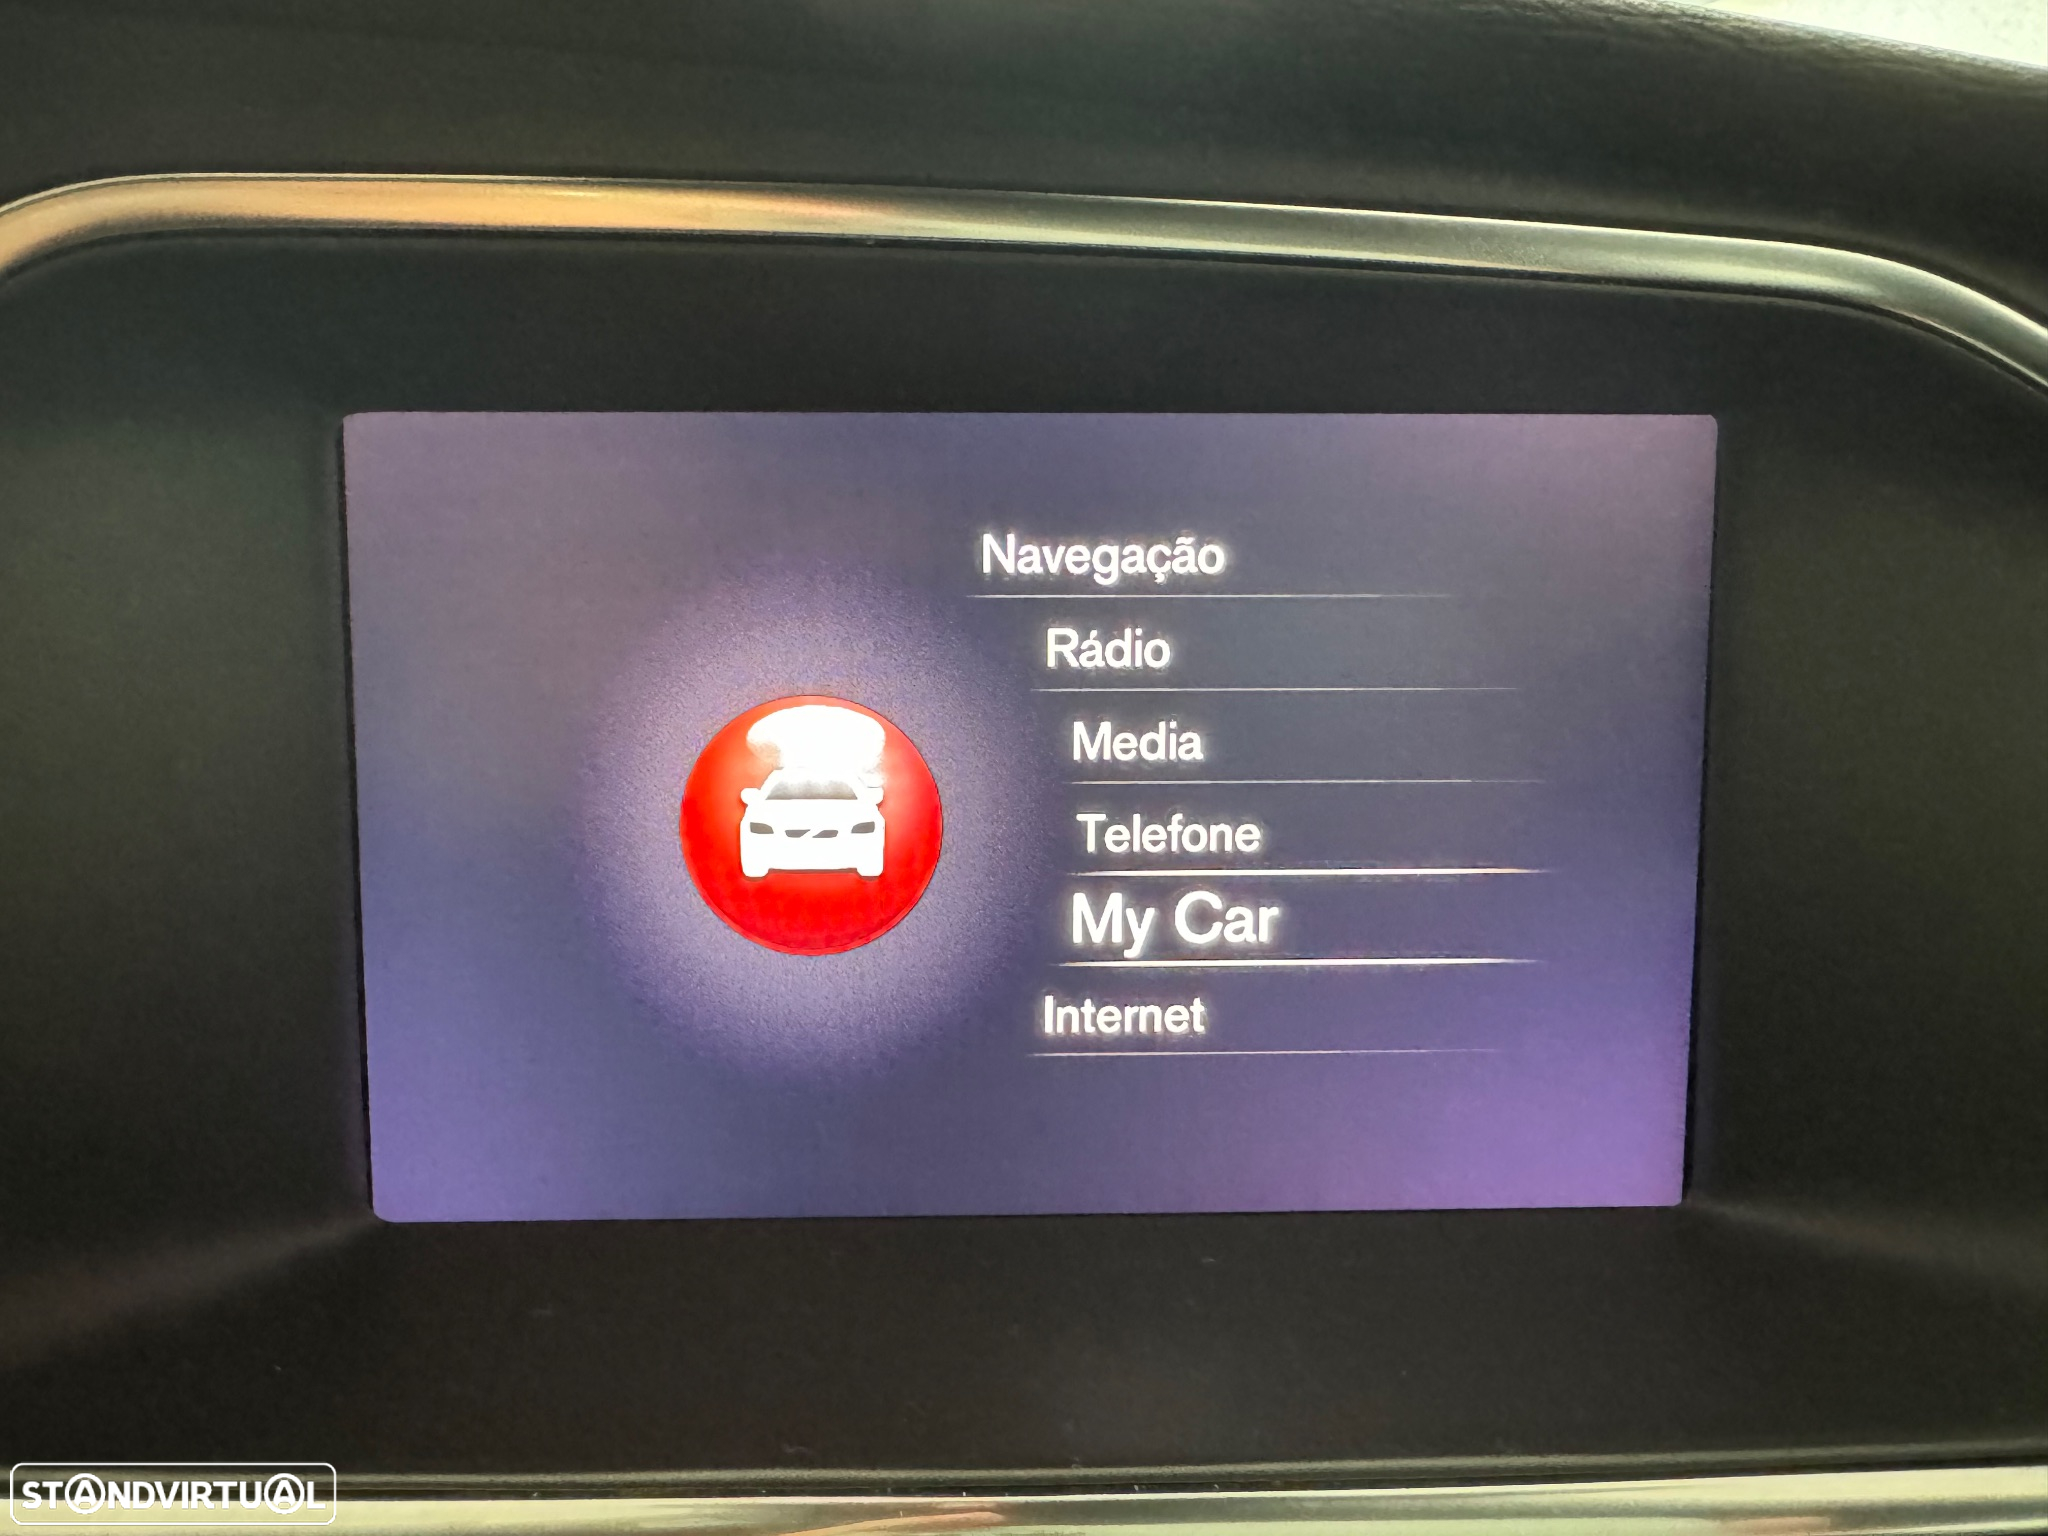 Navegação
Rádio
Media
Telefone
My Car
Internet
STANDVIRTUAL